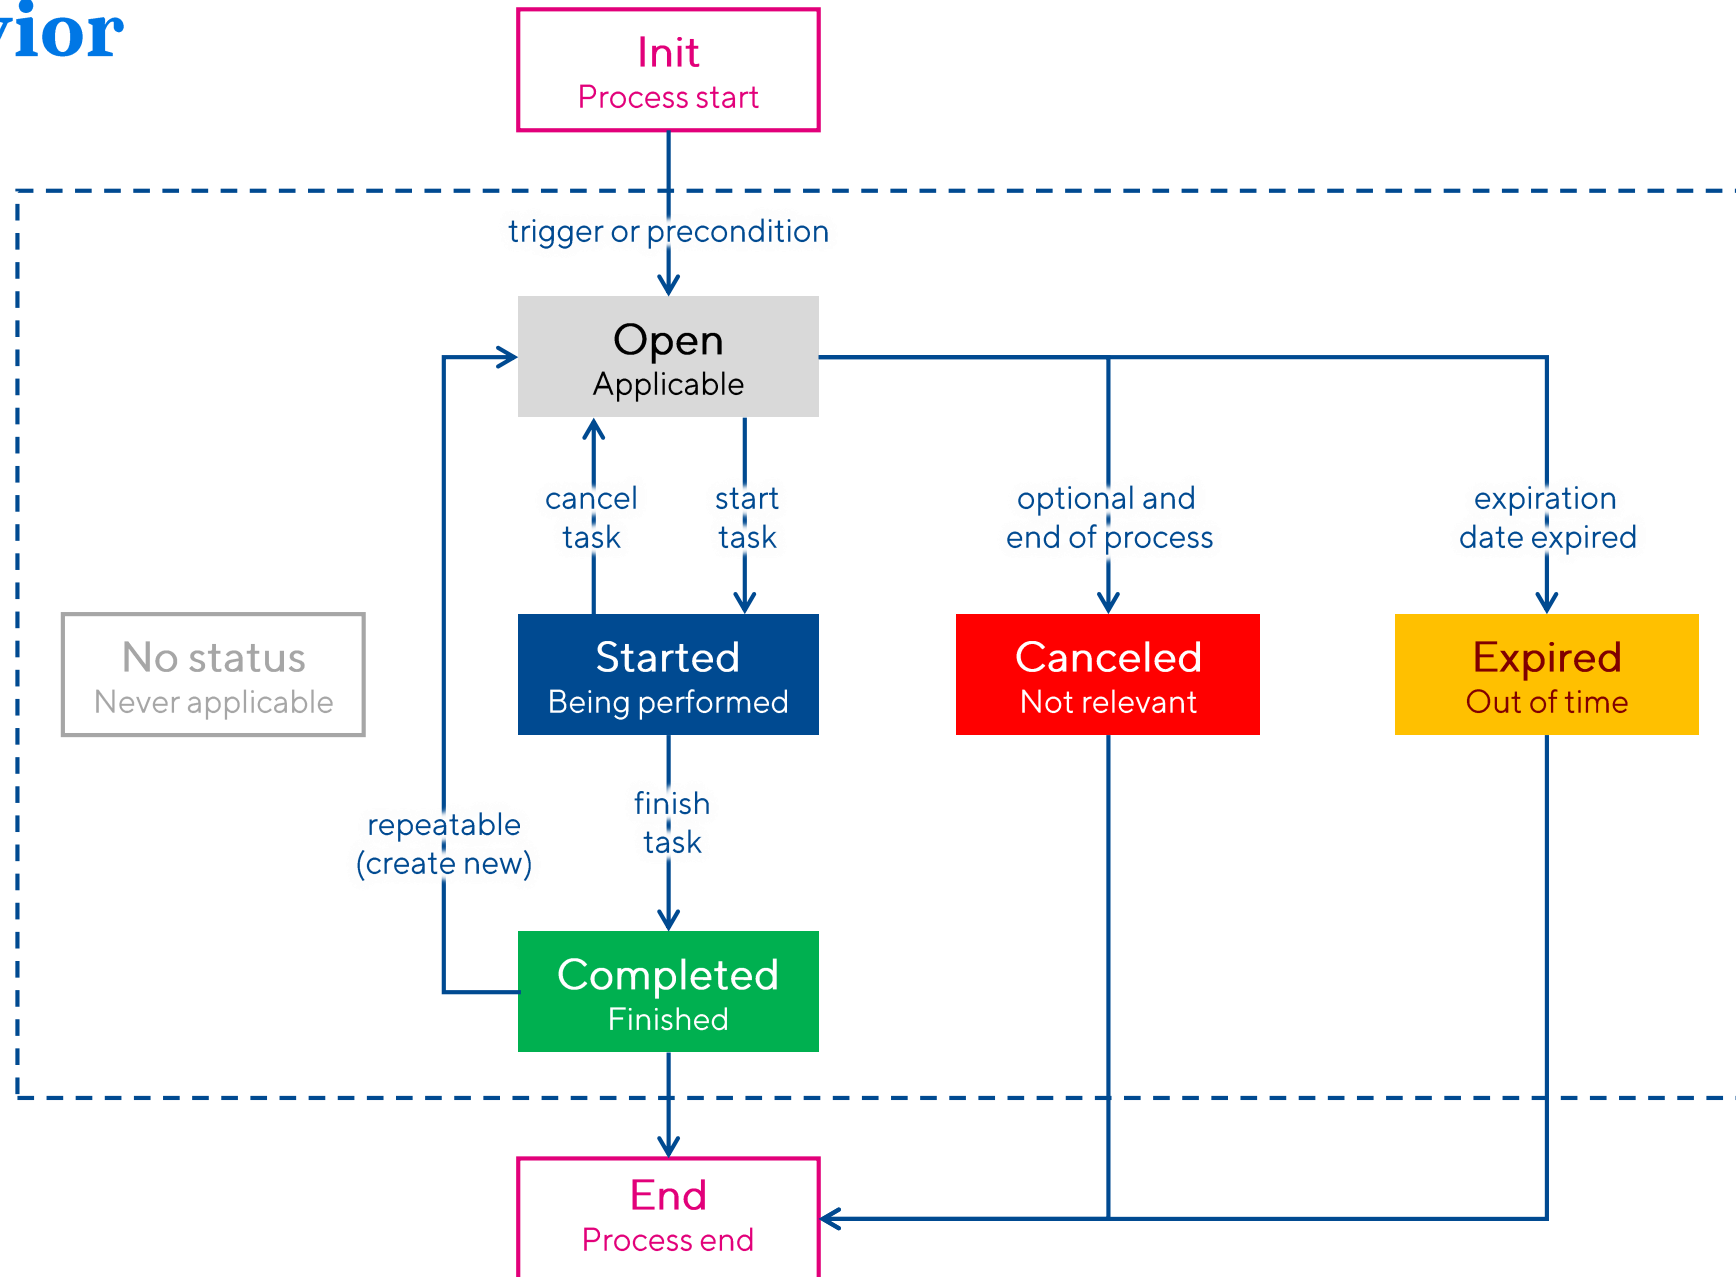 Init
Process start
trigger or precondition
Open
Applicable
cancel
task
start
task
optional and
end of process
expiration
date expired
No status
Never applicable
Started
Being performed
Canceled
Not relevant
Expired
Out of time
repeatable
(create new)
finish
task
Completed
Finished
End
Process end